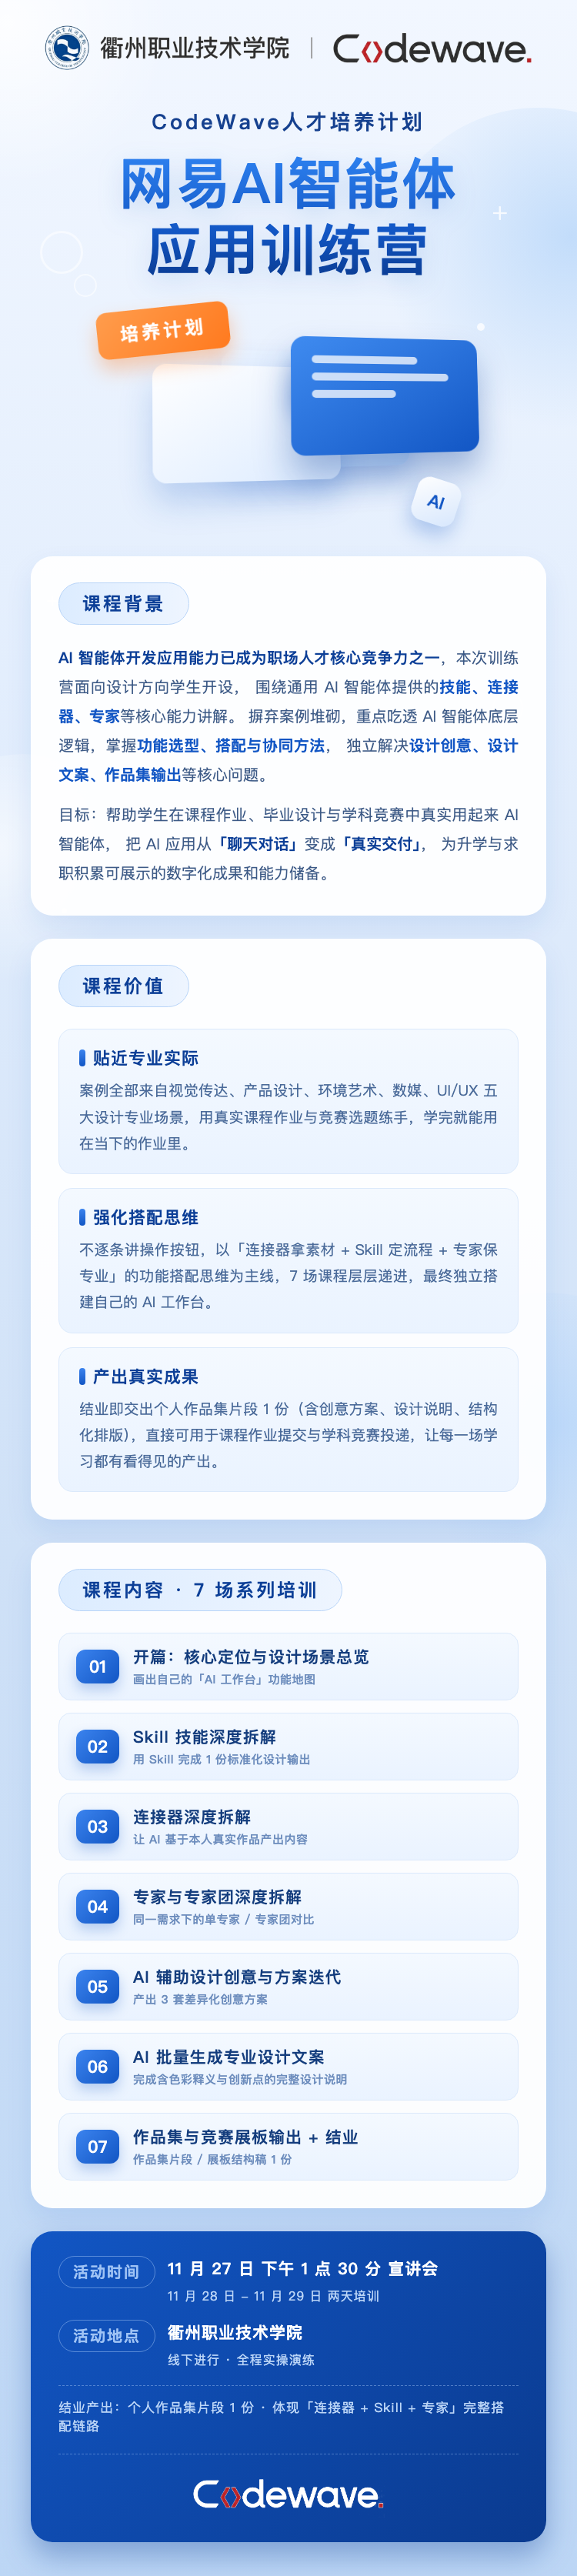 衢州职业技术学院
Codewave.
CodeWave人才培养计划
网易AI智能体
应用训练营
培养计划
AI
课程背景
AI 智能体开发应用能力已成为职场人才核心竞争力之一，本次训练
营面向设计方向学生开设， 围绕通用 AI 智能体提供的技能、连接
器、专家等核心能力讲解。 摒弃案例堆砌，重点吃透 AI 智能体底层
逻辑，掌握功能选型、搭配与协同方法， 独立解决设计创意、设计
文案、作品集输出等核心问题。
目标：帮助学生在课程作业、毕业设计与学科竞赛中真实用起来 AI
智能体， 把 AI 应用从「聊天对话」变成「真实交付」， 为升学与求
职积累可展示的数字化成果和能力储备。
课程价值
贴近专业实际
案例全部来自视觉传达、产品设计、环境艺术、数媒、UI/UX 五
大设计专业场景，用真实课程作业与竞赛选题练手，学完就能用
在当下的作业里。
强化搭配思维
不逐条讲操作按钮，以「连接器拿素材 + Skill 定流程 + 专家保
专业」的功能搭配思维为主线，7 场课程层层递进，最终独立搭
建自己的 AI 工作台。
产出真实成果
结业即交出个人作品集片段 1 份（含创意方案、设计说明、结构
化排版），直接可用于课程作业提交与学科竞赛投递，让每一场学
习都有看得见的产出。
课程内容 · 7 场系列培训
01
开篇：核心定位与设计场景总览
画出自己的「AI 工作台」功能地图
02
Skill 技能深度拆解
用 Skill 完成 1 份标准化设计输出
03
连接器深度拆解
让 AI 基于本人真实作品产出内容
04
专家与专家团深度拆解
同一需求下的单专家 / 专家团对比
05
AI 辅助设计创意与方案迭代
产出 3 套差异化创意方案
06
AI 批量生成专业设计文案
完成含色彩释义与创新点的完整设计说明
07
作品集与竞赛展板输出 + 结业
作品集片段 / 展板结构稿 1 份
活动时间
11 月 27 日 下午 1 点 30 分 宣讲会
11 月 28 日 – 11 月 29 日 两天培训
活动地点
衢州职业技术学院
线下进行 · 全程实操演练
结业产出：个人作品集片段 1 份 · 体现「连接器 + Skill + 专家」完整搭
配链路
Codewave.